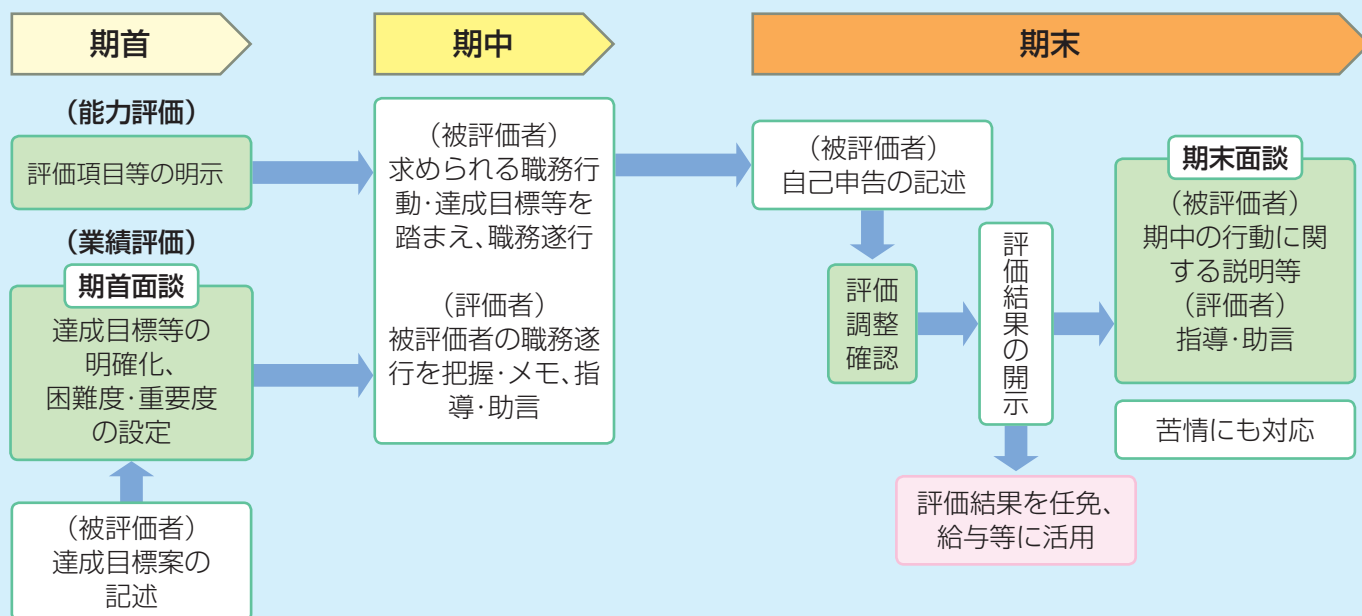 期首
期中
期末
（能力評価）
評価項目等の明示
（業績評価）
期首面談
達成目標等の
明確化、
困難度･重要度
の設定
（被評価者）
達成目標案の
記述
（被評価者）
求められる職務行
動･達成目標等を
踏まえ、職務遂行
（評価者）
被評価者の職務遂
行を把握･メモ、指
導･助言
（被評価者）
自己申告の記述
評価
調整
確認
評価結果の開示
評価結果を任免、
給与等に活用
期末面談
（被評価者）
期中の行動に関
する説明等
（評価者）
指導･助言
苦情にも対応